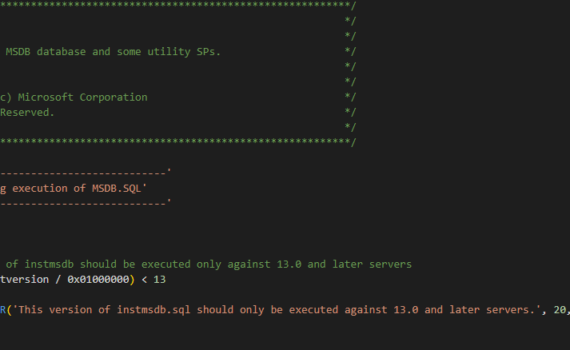 *********************************************************/
*/
*/
MSDB database and some utility SPs. */
*/
*/
c) Microsoft Corporation */
Reserved. */
*/
*********************************************************/
---------------------------'
g execution of MSDB.SQL'
---------------------------'
of instmsdb should be executed only against 13.0 and later servers
tversion / 0x01000000) < 13
R('This version of instmsdb.sql should only be executed against 13.0 and later servers.', 20,